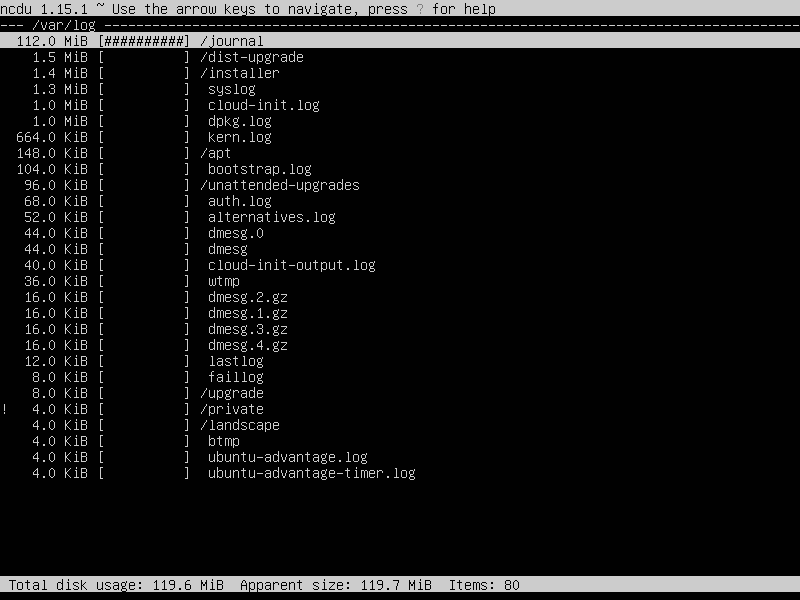 ncdu 1.15.1 ~ Use the arrow keys to navigate, press ? for help
--- /var/log ----------------------------------------------------------------------------------------
  112.0 MiB [##########] /journal
    1.5 MiB [          ] /dist-upgrade
    1.4 MiB [          ] /installer
    1.3 MiB [          ]  syslog
    1.0 MiB [          ]  cloud-init.log
    1.0 MiB [          ]  dpkg.log
  664.0 KiB [          ]  kern.log
  148.0 KiB [          ] /apt
  104.0 KiB [          ]  bootstrap.log
   96.0 KiB [          ] /unattended-upgrades
   68.0 KiB [          ]  auth.log
   52.0 KiB [          ]  alternatives.log
   44.0 KiB [          ]  dmesg.0
   44.0 KiB [          ]  dmesg
   40.0 KiB [          ]  cloud-init-output.log
   36.0 KiB [          ]  wtmp
   16.0 KiB [          ]  dmesg.2.gz
   16.0 KiB [          ]  dmesg.1.gz
   16.0 KiB [          ]  dmesg.3.gz
   16.0 KiB [          ]  dmesg.4.gz
   12.0 KiB [          ]  lastlog
    8.0 KiB [          ]  faillog
    8.0 KiB [          ] /upgrade
!   4.0 KiB [          ] /private
    4.0 KiB [          ] /landscape
    4.0 KiB [          ]  btmp
    4.0 KiB [          ]  ubuntu-advantage.log
    4.0 KiB [          ]  ubuntu-advantage-timer.log
 Total disk usage: 119.6 MiB  Apparent size: 119.7 MiB  Items: 80